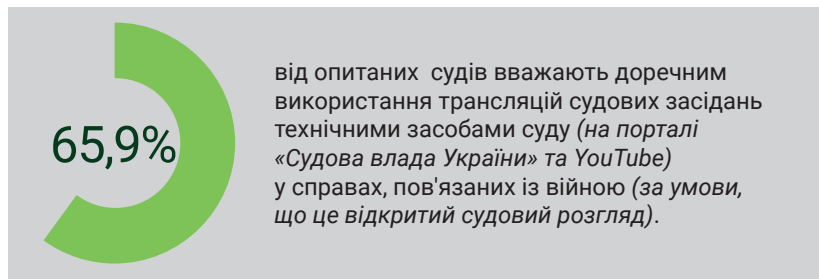 65,9%
від опитаних судів вважають доречним
використання трансляцій судових засідань
технічними засобами суду (на порталі
«Судова влада України» та YouTube)
у справах, пов'язаних із війною (за умови,
що це відкритий судовий розгляд).